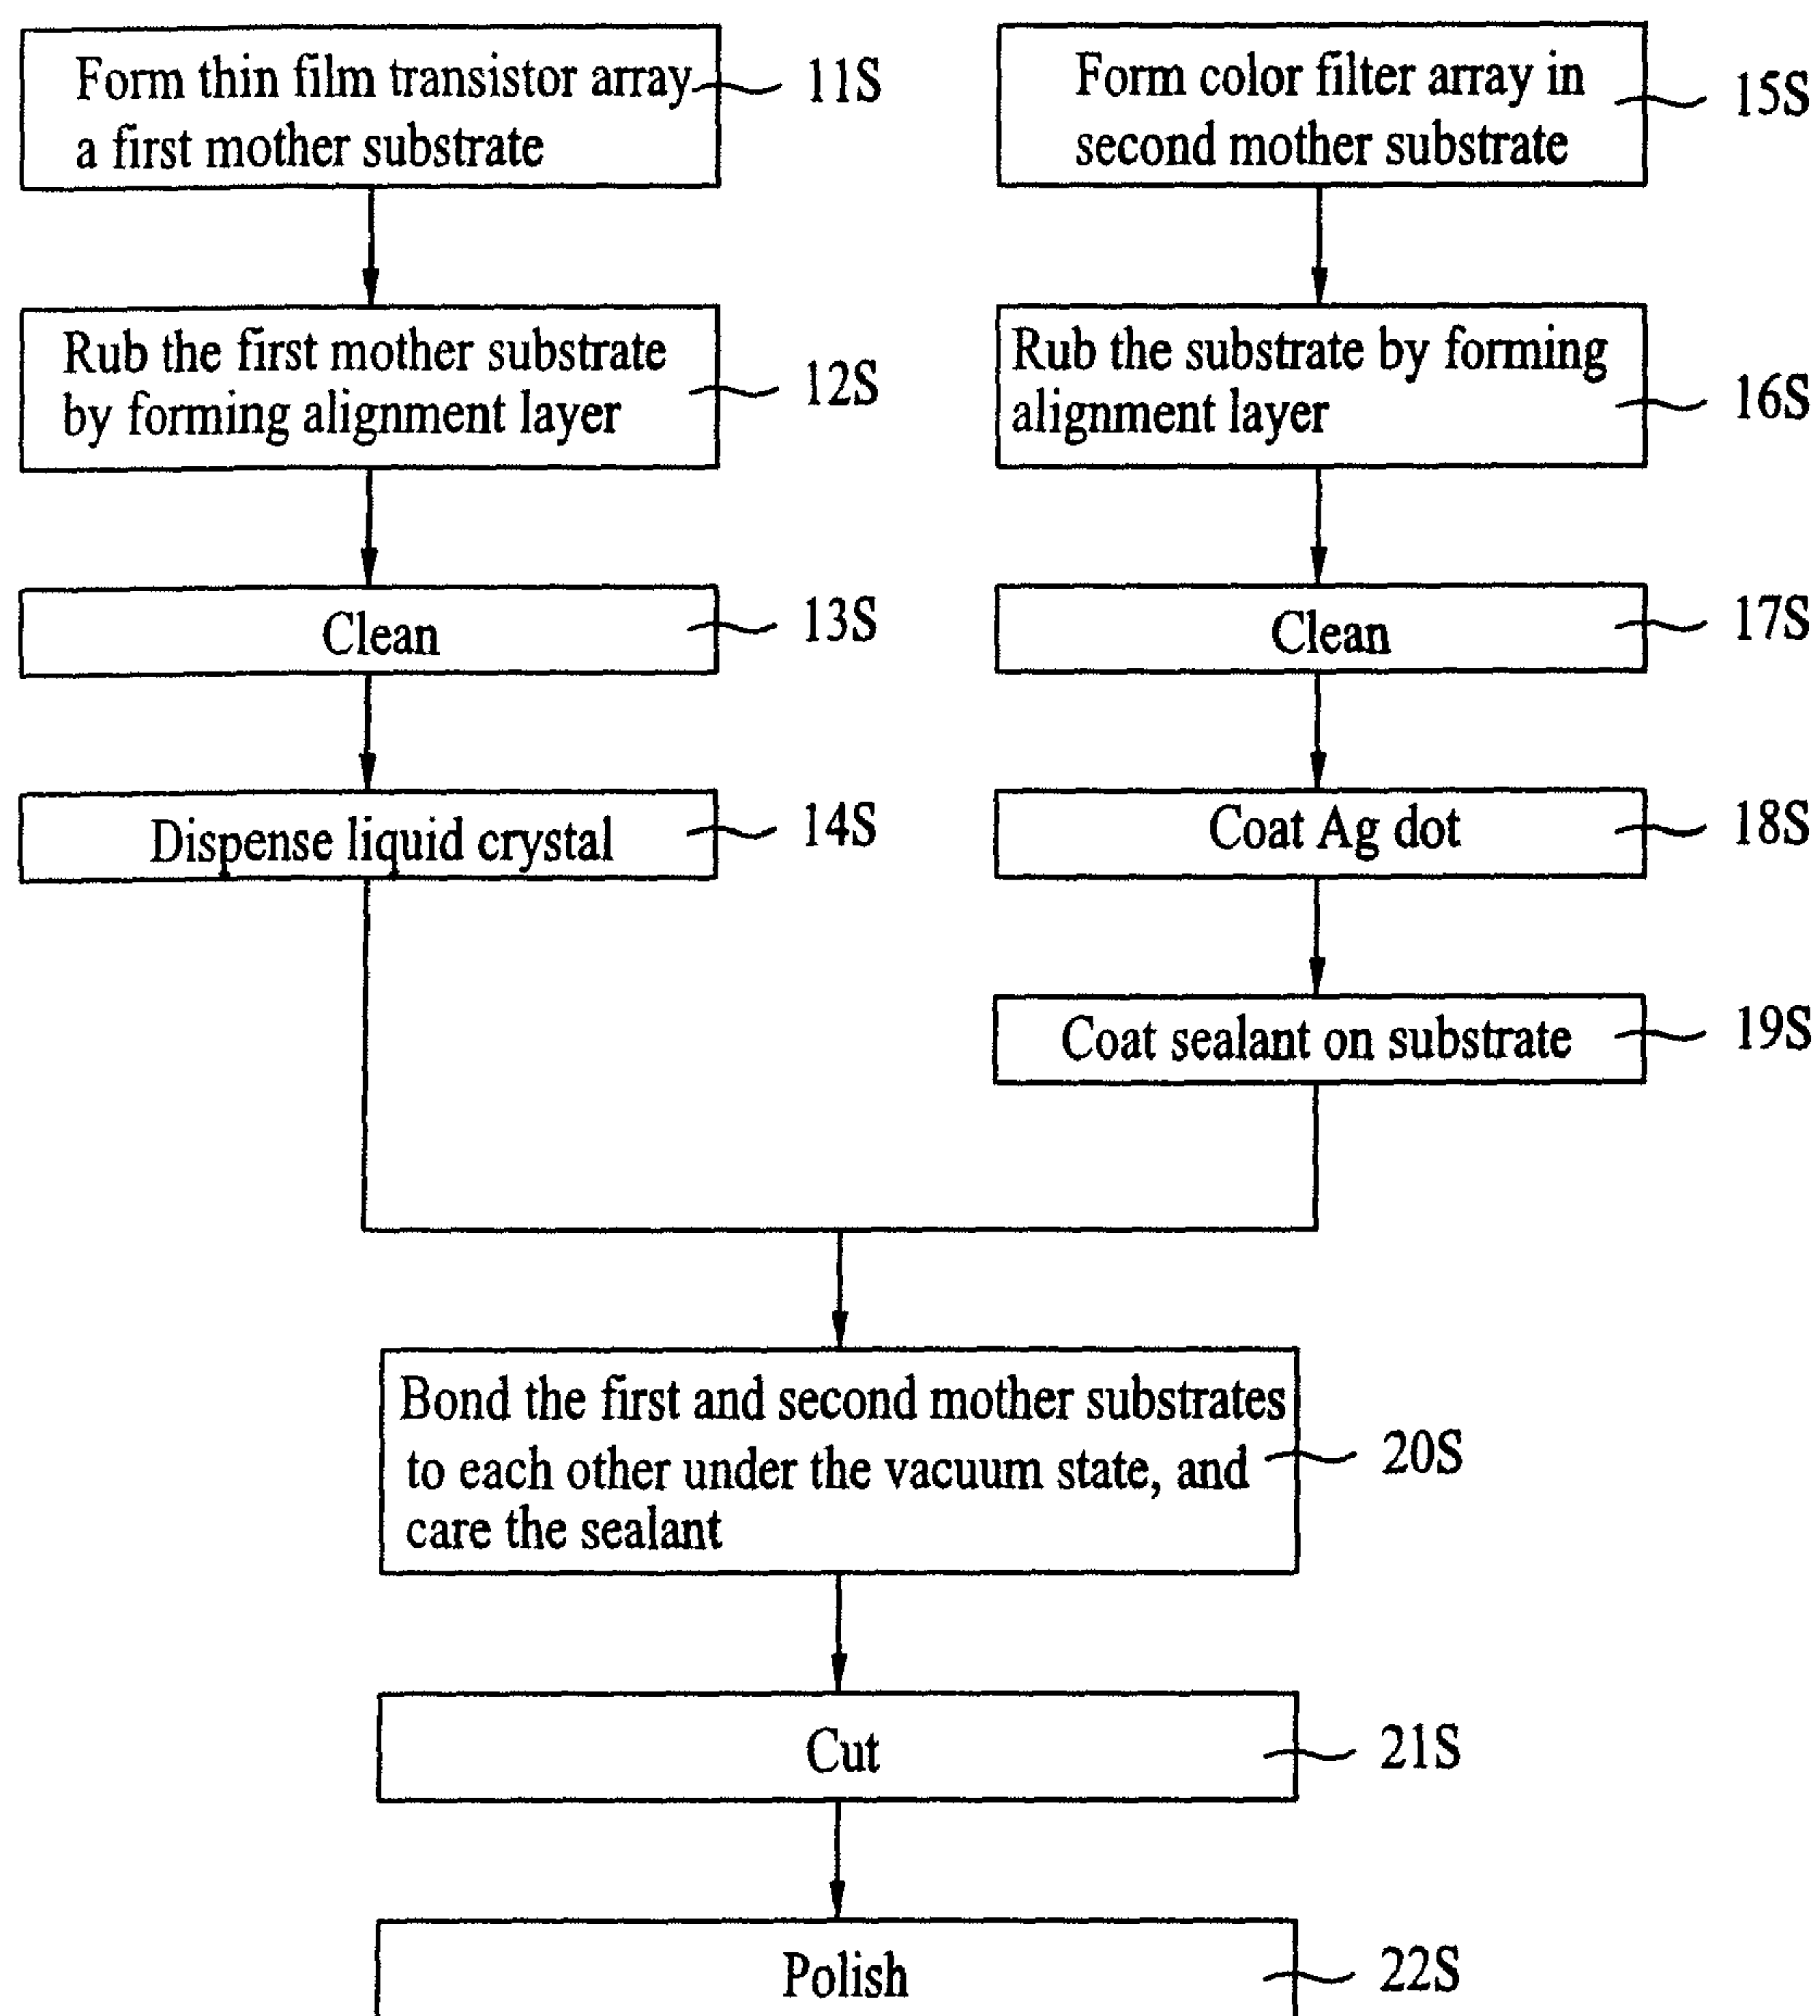 Form thin film transistor array
a first mother substrate
11S
Rub the first mother substrate
by forming alignment layer
12S
Clean
13S
Dispense liquid crystal
14S
Form color filter array in
second mother substrate
15S
Rub the substrate by forming
alignment layer
16S
Clean
17S
Coat Ag dot
18S
Coat sealant on substrate
19S
Bond the first and second mother substrates
to each other under the vacuum state, and
care the sealant
20S
Cut
21S
Polish
22S